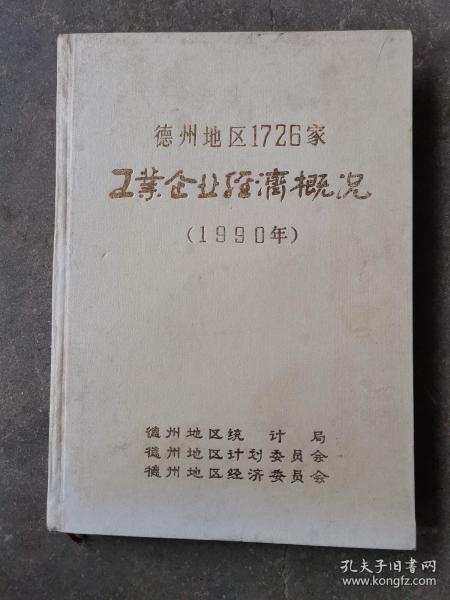 德州地区1726家
工業企业经濟概况
(1990年)
德州地区统计局
德州地区计划委员会
德州地区经济委员会
孔夫子旧书网
www.kongfz.com